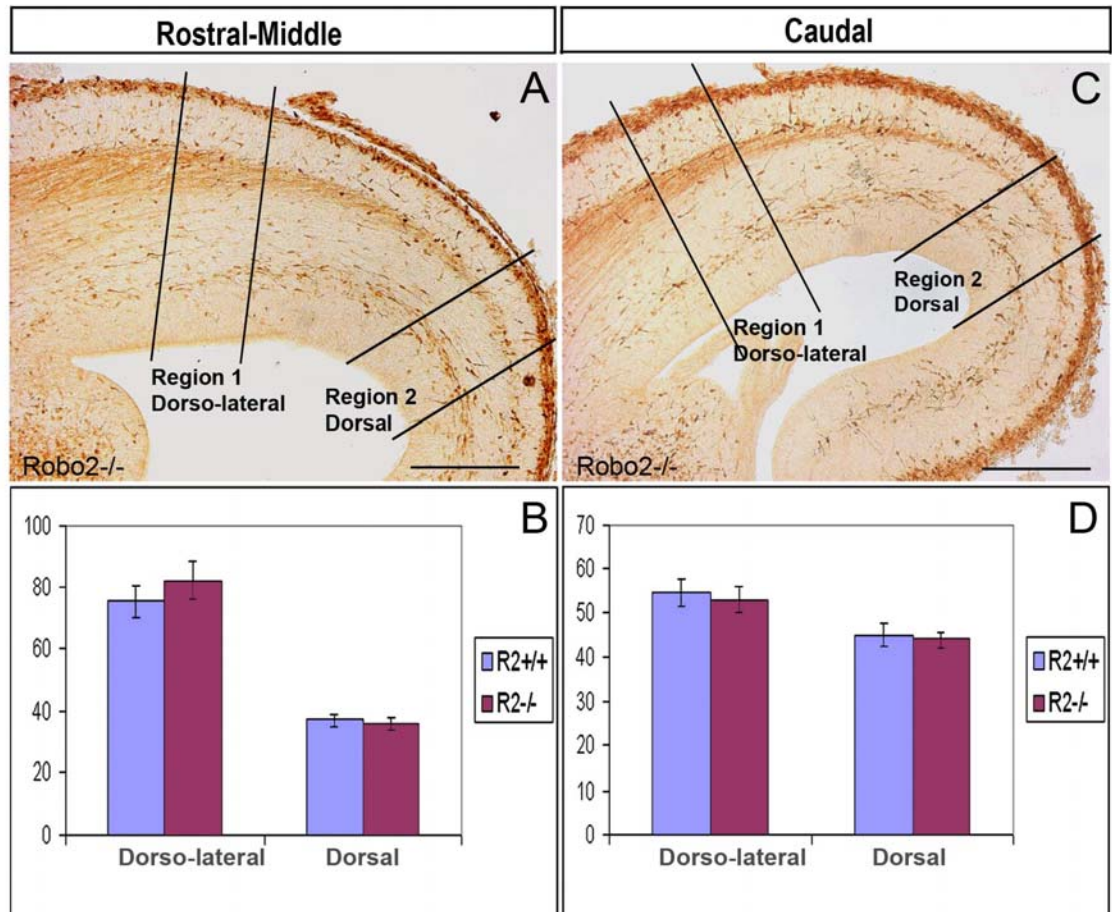 Rostral-Middle
Caudal
A
Region 1
Dorso-lateral
Region 2
Dorsal
Robo2-/-
C
Region 1
Dorso-lateral
Region 2
Dorsal
Robo2-/-
B
100
80
60
40
20
0
Dorso-lateral
Dorsal
R2+/+
R2-/-
D
70
60
50
40
30
20
10
0
Dorso-lateral
Dorsal
R2+/+
R2-/-